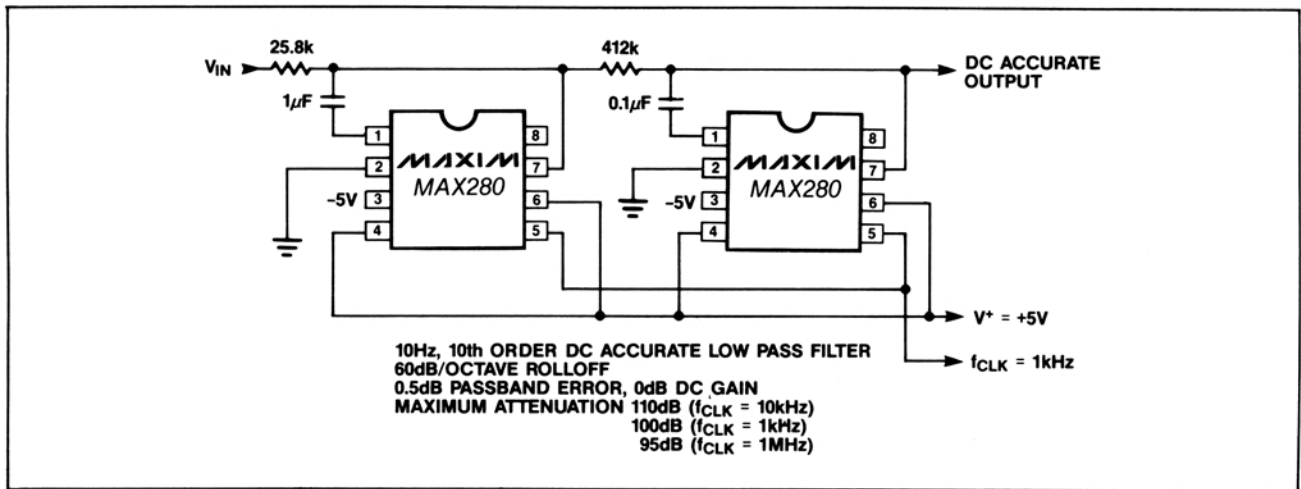 25.8k
412k
VIN
DC ACCURATE
OUTPUT
1µF
0.1µF
1
8
2
MAXIM
7
MAX280
-5V
3
6
4
5
1
8
2
MAXIM
7
MAX280
-5V
3
6
4
5
V+ = +5V
fCLK = 1kHz
10Hz, 10th ORDER DC ACCURATE LOW PASS FILTER
60dB/OCTAVE ROLLOFF
0.5dB PASSBAND ERROR, 0dB DC GAIN
MAXIMUM ATTENUATION 110dB (fCLK = 10kHz)
100dB (fCLK = 1kHz)
95dB (fCLK = 1MHz)